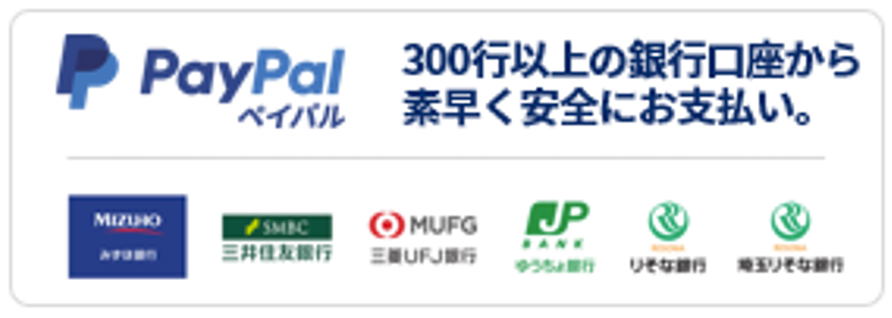 PayPal
ペイパル
300行以上の銀行口座から
素早く安全にお支払い。
MIZUHO
みずほ銀行
SMBC
三井住友銀行
MUFG
三菱UFJ銀行
JP
BANK
ゆうちょ銀行
RESONA
りそな銀行
RESONA
埼玉りそな銀行